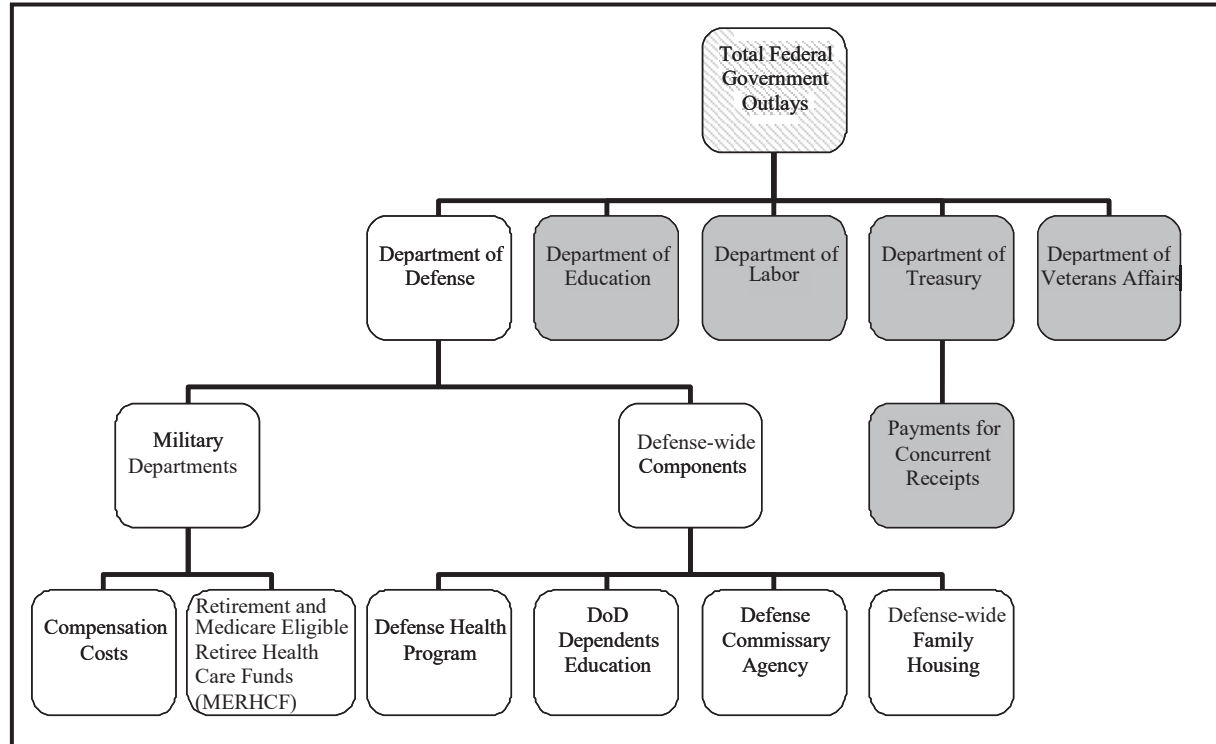 Total Federal
Government
Outlays
Department of
Defense
Department of
Education
Department of
Labor
Department of
Treasury
Department of
Veterans Affairs
Military
Departments
Defense-wide
Components
Payments for
Concurrent
Receipts
Compensation
Costs
Retirement and
Medicare Eligible
Retiree Health
Care Funds
(MERHCF)
Defense Health
Program
DoD
Dependents
Education
Defense
Commissary
Agency
Defense-wide
Family
Housing